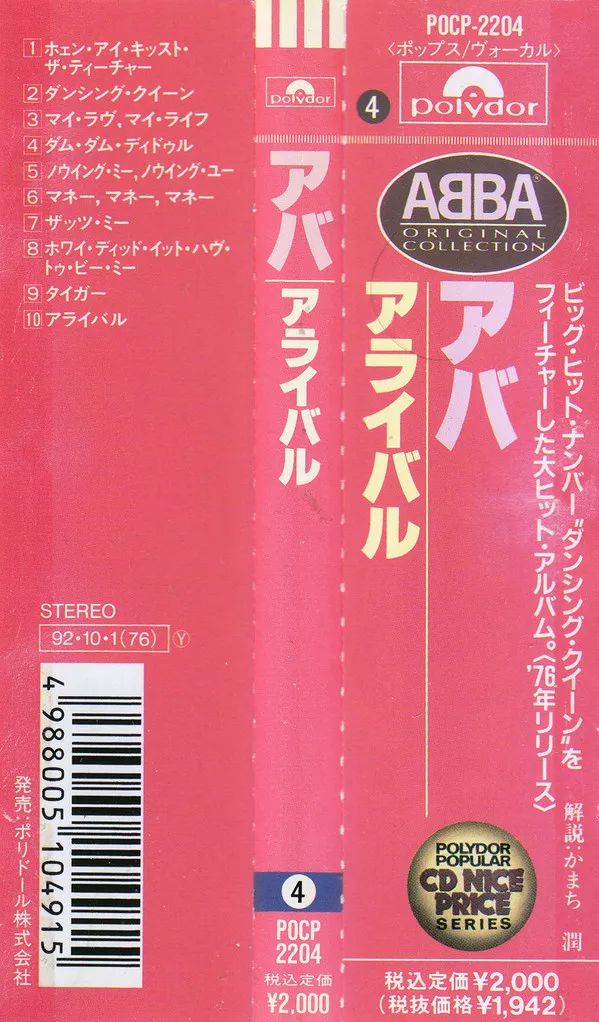 1 ホェン・アイ・キッスト・
ザ・ティーチャー
2 ダンシング・クイーン
3 マイ・ラヴ,マイ・ライフ
4 ダム・ダム・ディドゥル
5 ノウイング・ミー,ノウイング・ユー
6 マネー,マネー,マネー
7 ザッツ・ミー
8 ホワイ・ディッド・イット・ハヴ・
トゥ・ビー・ミー
9 タイガー
10 アライバル
STEREO
92・10・1(76) Y
4988005104915
発売:ポリドール株式会社
polydor
アバ
アライバル
4
POCP
2204
税込定価
¥2,000
POCP-2204
〈ポップス/ヴォーカル〉
4
polydor
ABBA®
ORIGINAL
COLLECTION
ビッグ・ヒット・ナンバー"ダンシング・クイーン"を
フィーチャーした大ヒット・アルバム。〈'76年リリース〉
アバ
アライバル
解説:かまち 潤
POLYDOR
POPULAR
CD NICE
PRICE
SERIES
税込定価¥2,000
(税抜価格¥1,942)